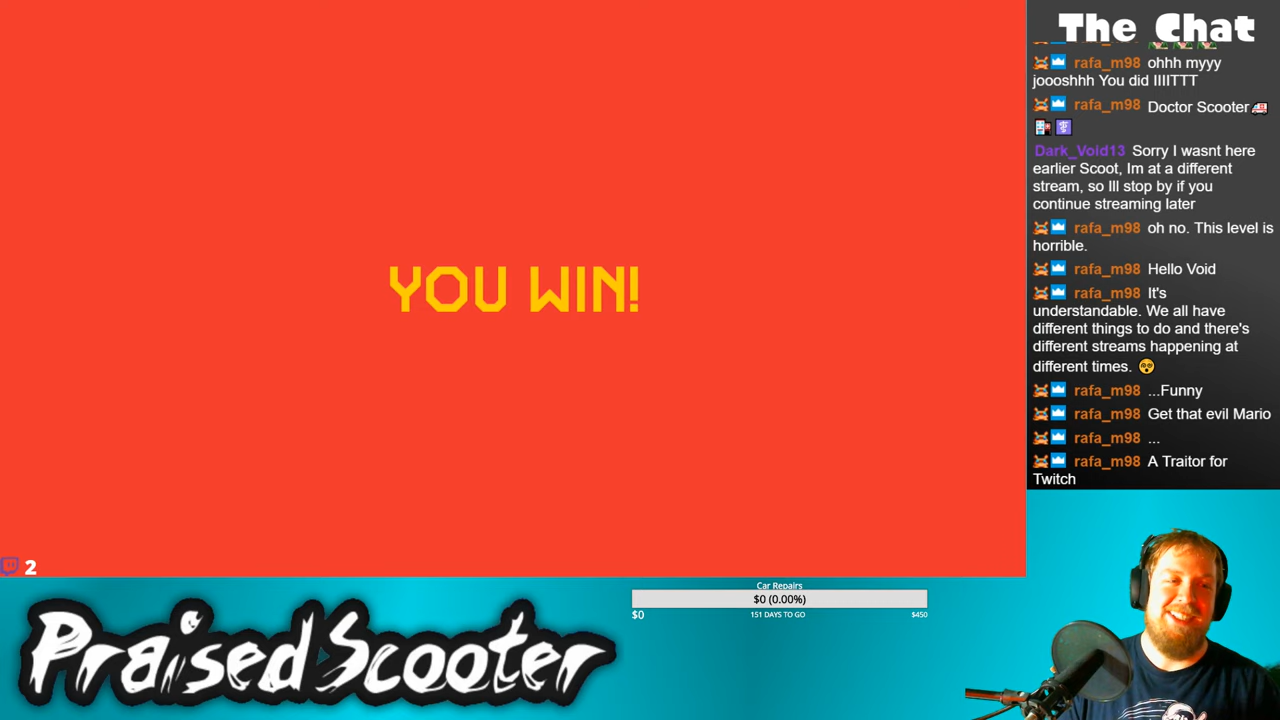 The Chat
rafa_m98 ohhh myyy
joooshhh You did IIIITTT
rafa_m98 Doctor Scooter
Dark_Void13 Sorry I wasnt here
earlier Scoot, Im at a different
stream, so Ill stop by if you
continue streaming later
rafa_m98 oh no. This level is
horrible.
rafa_m98 Hello Void
rafa_m98 It's
understandable. We all have
different things to do and there's
different streams happening at
different times.
rafa_m98 ...Funny
rafa_m98 Get that evil Mario
rafa_m98 ...
rafa_m98 A Traitor for
Twitch
YOU WIN!
2
Car Repairs
$0 (0.00%)
$0 151 DAYS TO GO $450
PraisedScooter